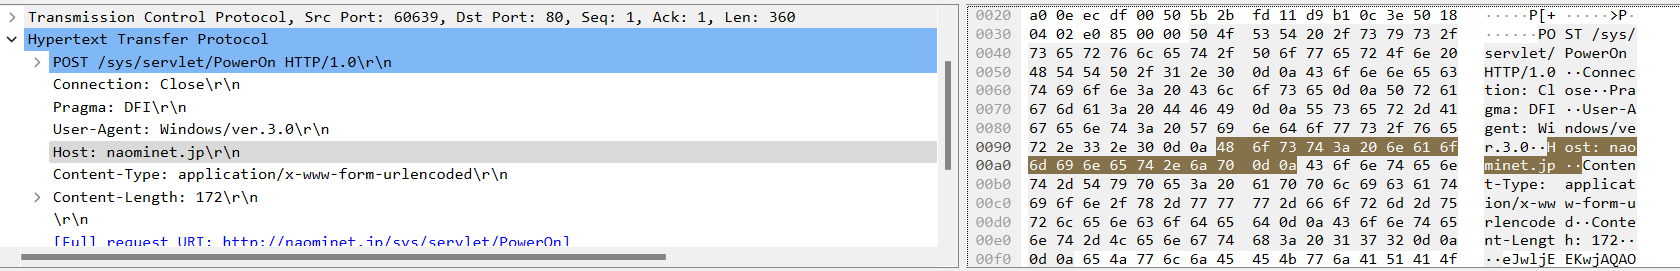 Transmission Control Protocol, Src Port: 60639, Dst Port: 80, Seq: 1, Ack: 1, Len: 360
Hypertext Transfer Protocol
POST /sys/servlet/PowerOn HTTP/1.0\r\n
Connection: Close\r\n
Pragma: DFI\r\n
User-Agent: Windows/ver.3.0\r\n
Host: naominet.jp\r\n
Content-Type: application/x-www-form-urlencoded\r\n
Content-Length: 172\r\n
\r\n
[Full request URI: http://naominet.jp/sys/servlet/PowerOn]
0020 a0 0e ec df 00 50 5b 2b fd 11 d9 b1 0c 3e 50 18 ·····P[+ ·····>P·
0030 04 02 e0 85 00 00 50 4f 53 54 20 2f 73 79 73 2f ······PO ST /sys/
0040 73 65 72 76 6c 65 74 2f 50 6f 77 65 72 4f 6e 20 servlet/ PowerOn
0050 48 54 54 50 2f 31 2e 30 0d 0a 43 6f 6e 6e 65 63 HTTP/1.0 ··Connec
0060 74 69 6f 6e 3a 20 43 6c 6f 73 65 0d 0a 50 72 61 tion: Cl ose··Pra
0070 67 6d 61 3a 20 44 46 49 0d 0a 55 73 65 72 2d 41 gma: DFI ··User-A
0080 67 65 6e 74 3a 20 57 69 6e 64 6f 77 73 2f 76 65 gent: Wi ndows/ve
0090 72 2e 33 2e 30 0d 0a 48 6f 73 74 3a 20 6e 61 6f r.3.0··H ost: nao
00a0 6d 69 6e 65 74 2e 6a 70 0d 0a 43 6f 6e 74 65 6e minet.jp ··Conten
00b0 74 2d 54 79 70 65 3a 20 61 70 70 6c 69 63 61 74 t-Type: applicat
00c0 69 6f 6e 2f 78 2d 77 77 77 2d 66 6f 72 6d 2d 75 ion/x-ww w-form-u
00d0 72 6c 65 6e 63 6f 64 65 64 0d 0a 43 6f 6e 74 65 rlencode d··Conte
00e0 6e 74 2d 4c 65 6e 67 74 68 3a 20 31 37 32 0d 0a nt-Lengt h: 172··
00f0 0d 0a 65 4a 77 6c 6a 45 45 4b 77 6a 41 51 41 4f ··eJwljE EKwjAQAO